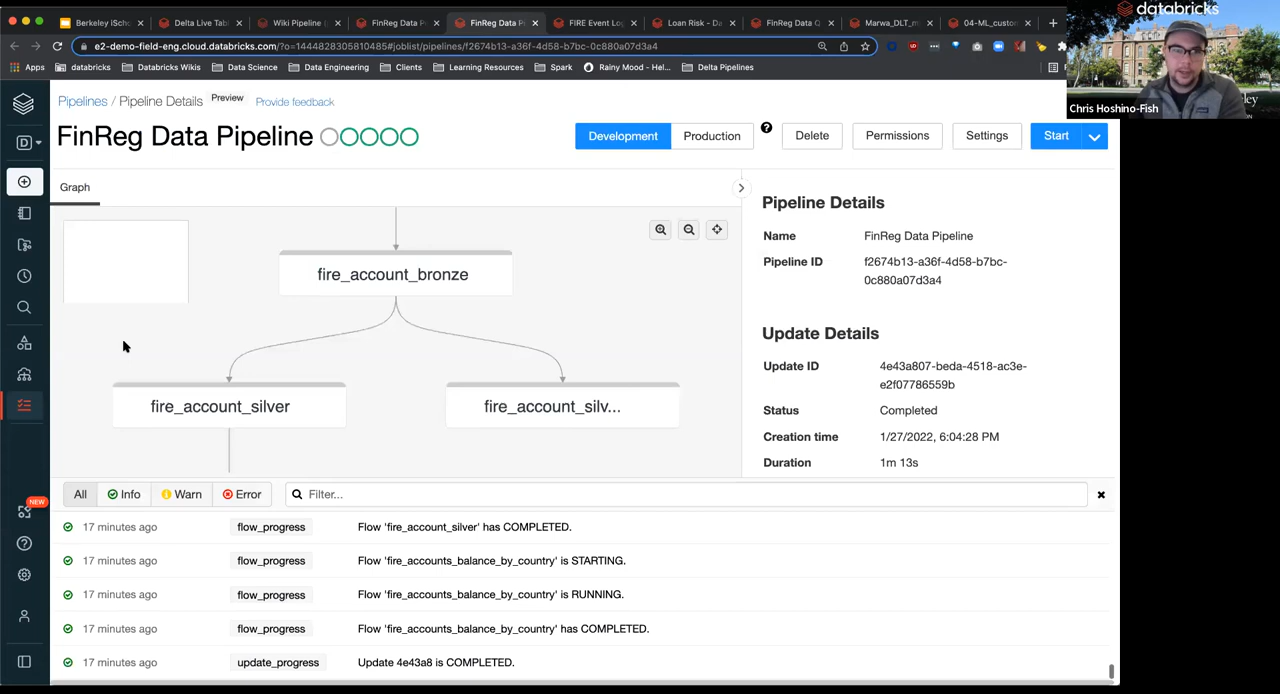 Berkeley iSch
Delta Live Tab
Wiki Pipeline
FinReg Data P
FinReg Data Pi
FIRE Event Log
Loan Risk - Da
FinReg Data Q
Marwa_DLT_m
04-ML_custom
e2-demo-field-eng.cloud.databricks.com/?o=1444828305810485#joblist/pipelines/f2674b13-a36f-4d58-b7bc-0c880a07d3a4
Apps
databricks
Databricks Wikis
Data Science
Data Engineering
Clients
Learning Resources
Spark
Rainy Mood - Hel...
Delta Pipelines
databricks
Chris Hoshino-Fish
Pipelines / Pipeline Details
Preview
Provide feedback
FinReg Data Pipeline
Development
Production
Delete
Permissions
Settings
Start
Graph
fire_account_bronze
fire_account_silver
fire_account_silv...
Pipeline Details
Name
FinReg Data Pipeline
Pipeline ID
f2674b13-a36f-4d58-b7bc-
0c880a07d3a4
Update Details
Update ID
4e43a807-beda-4518-ac3e-
e2f07786559b
Status
Completed
Creation time
1/27/2022, 6:04:28 PM
Duration
1m 13s
NEW
All
Info
Warn
Error
Filter...
17 minutes ago flow_progress Flow 'fire_account_silver' has COMPLETED.
17 minutes ago flow_progress Flow 'fire_accounts_balance_by_country' is STARTING.
17 minutes ago flow_progress Flow 'fire_accounts_balance_by_country' is RUNNING.
17 minutes ago flow_progress Flow 'fire_accounts_balance_by_country' has COMPLETED.
17 minutes ago update_progress Update 4e43a8 is COMPLETED.